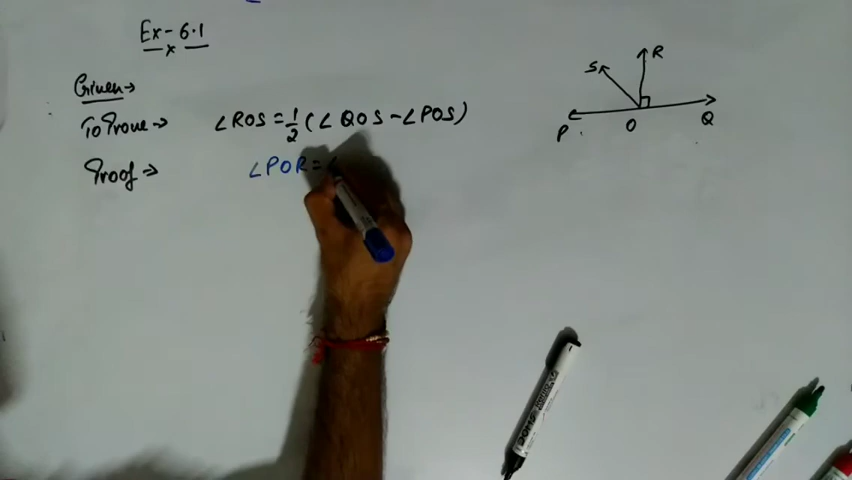 Ex-6.1
Given→
To Prove→ ∠ROS = 1/2 (∠QOS - ∠POS)
Proof→ ∠POR = ∠
R
S
P O Q